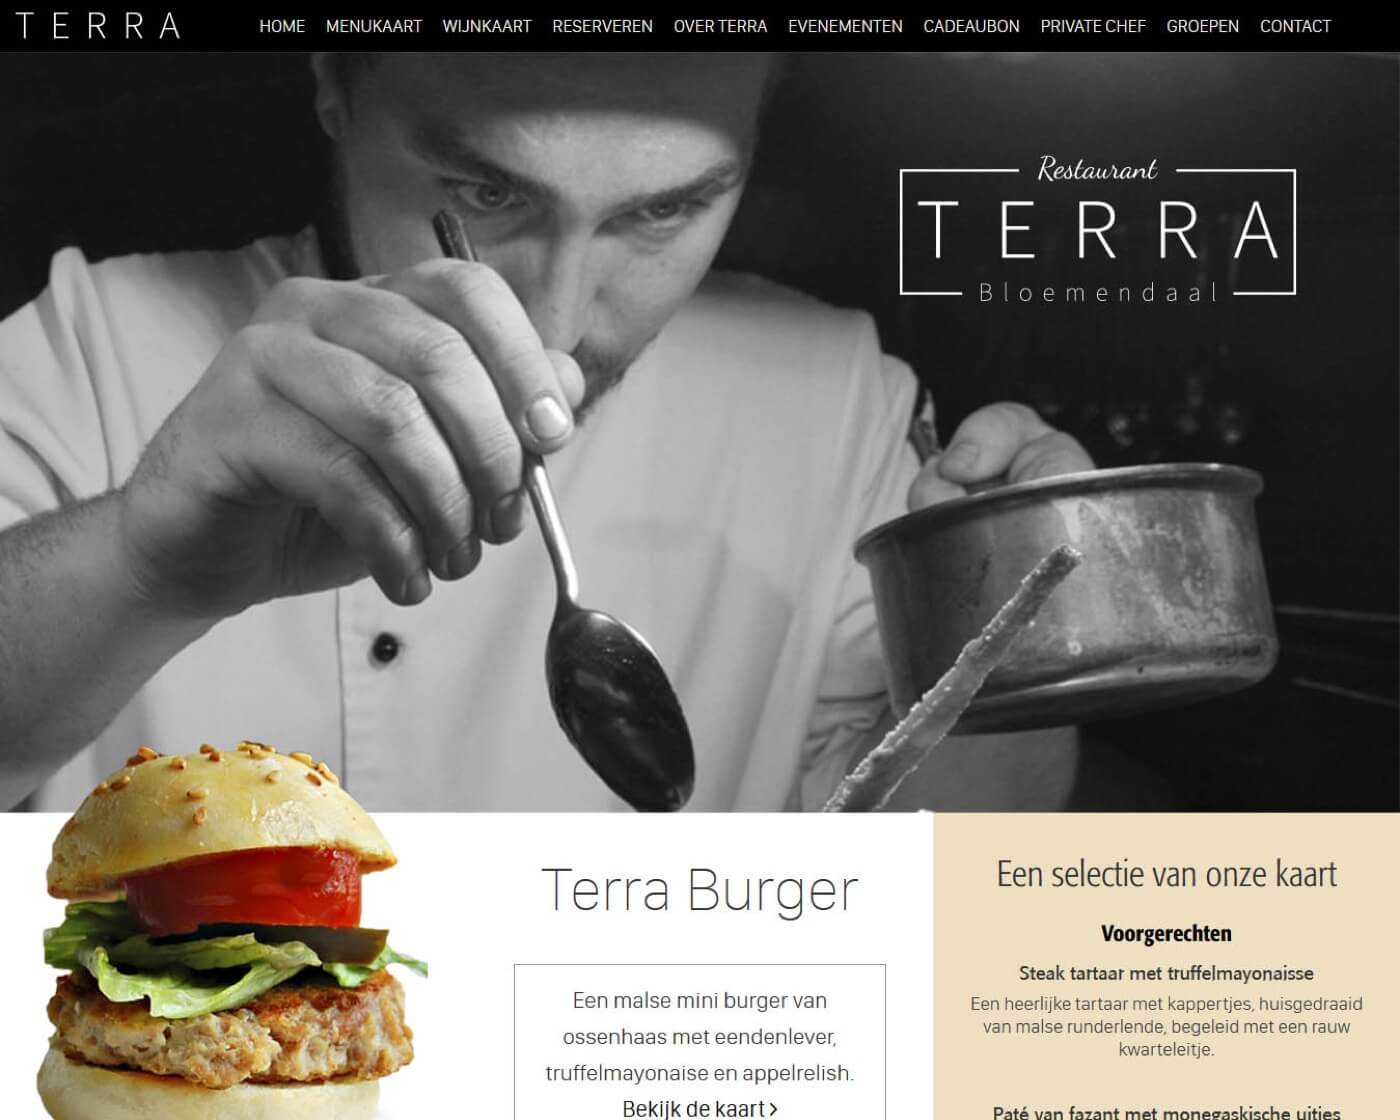 TERRA
HOME MENUKAART WIJNKAART RESERVEREN OVER TERRA EVENEMENTEN CADEAUBON PRIVATE CHEF GROEPEN CONTACT
Restaurant
TERRA
Bloemendaal
Terra Burger
Een malse mini burger van
ossenhaas met eendenlever,
truffelmayonaise en appelrelish.
Bekijk de kaart >
Een selectie van onze kaart
Voorgerechten
Steak tartaar met truffelmayonaisse
Een heerlijke tartaar met kappertjes, huisgedraaid
van malse runderlende, begeleid met een rauw
kwarteleitje.
Paté van fazant met monegaskische uities